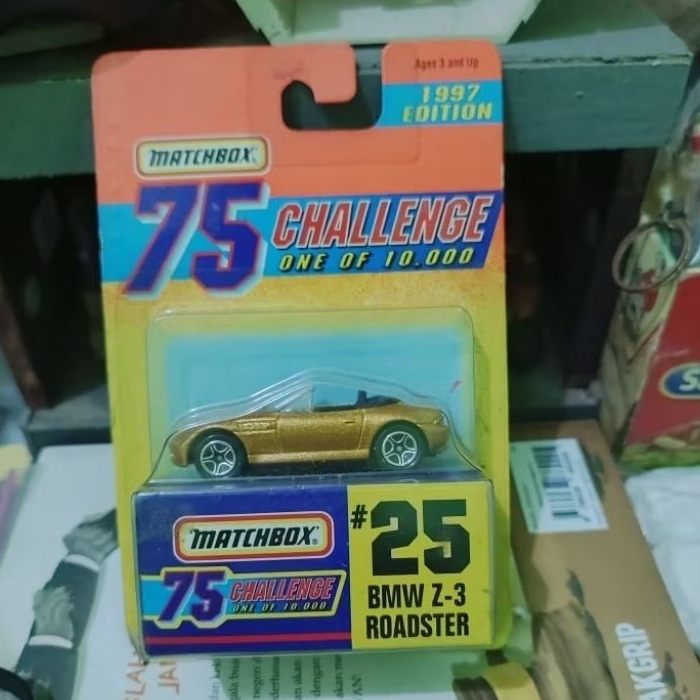 Ages 3 and Up
1997
EDITION
MATCHBOX
75 CHALLENGE
ONE OF 10.000
MATCHBOX®
75 CHALLENGE
ONE OF 10.000
#25
BMW Z-3
ROADSTER
KGRIP